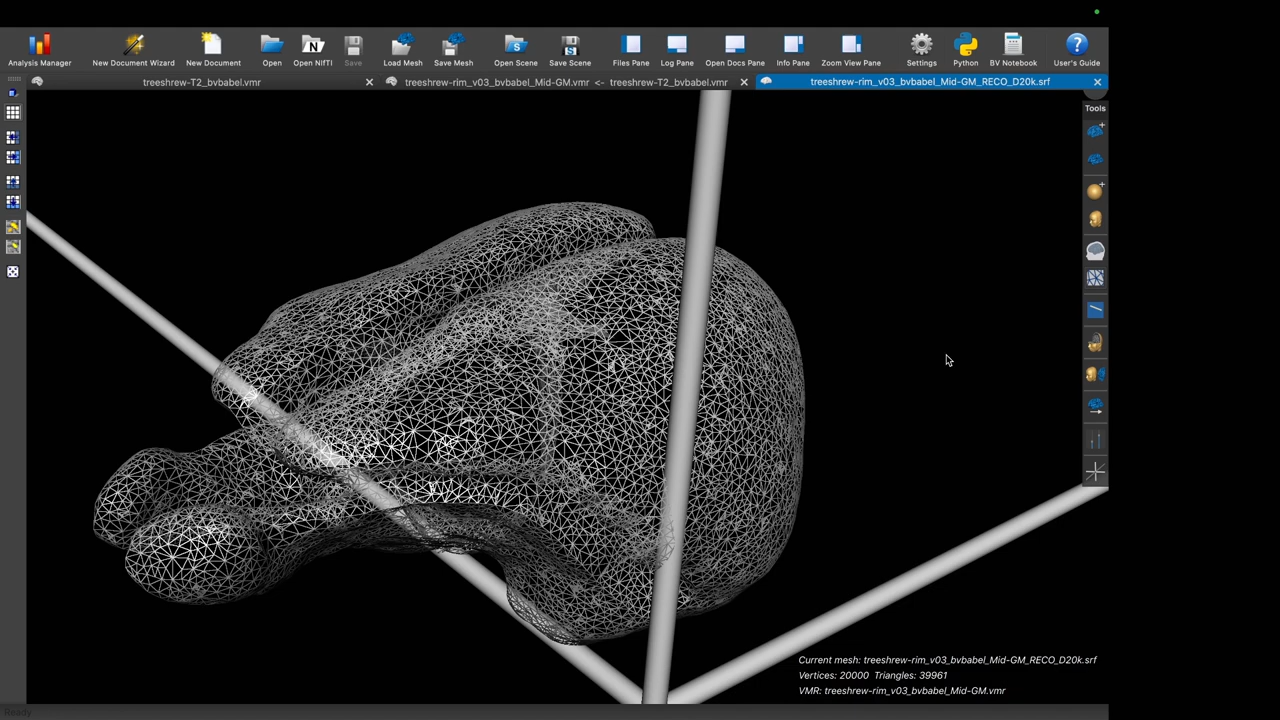 Analysis Manager
New Document Wizard
New Document
Open
N
Open NIfTI
Save
Load Mesh
Save Mesh
S
Open Scene
S
Save Scene
Files Pane
Log Pane
Open Docs Pane
Info Pane
Zoom View Pane
Settings
Python
BV Notebook
?
User's Guide
treeshrew-T2_bvbabel.vmr
treeshrew-rim_v03_bvbabel_Mid-GM.vmr <- treeshrew-T2_bvbabel.vmr
treeshrew-rim_v03_bvbabel_Mid-GM_RECO_D20k.srf
Tools
Current mesh: treeshrew-rim_v03_bvbabel_Mid-GM_RECO_D20k.srf
Vertices: 20000 Triangles: 39961
VMR: treeshrew-rim_v03_bvbabel_Mid-GM.vmr
Ready